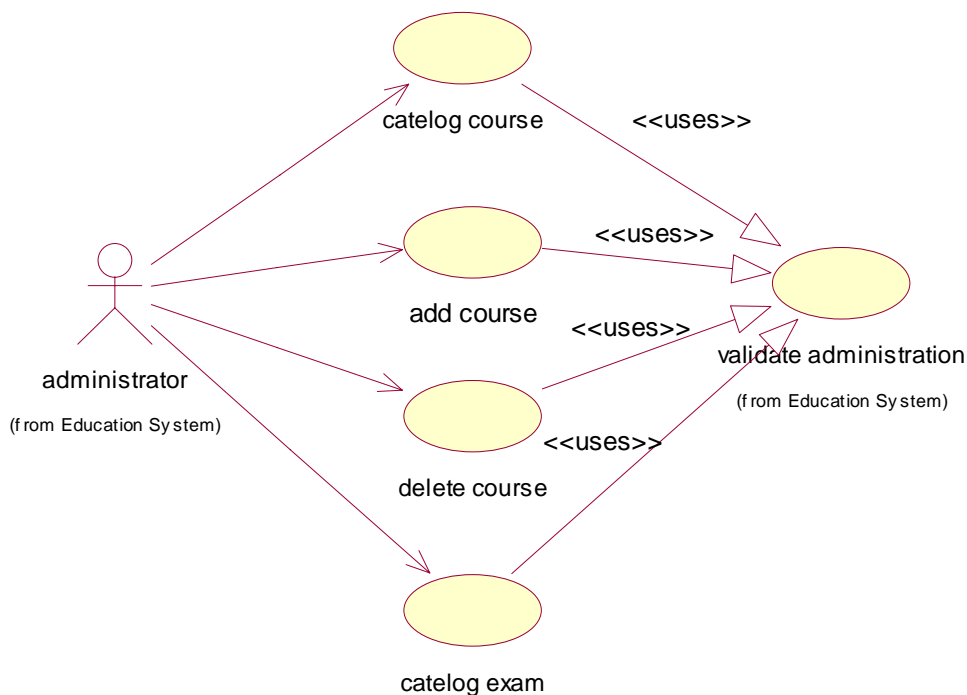 catelog course
<<uses>>
<<uses>>
add course
<<uses>>
validate administration
(from Education System)
administrator
(from Education System)
<<uses>>
delete course
catelog exam